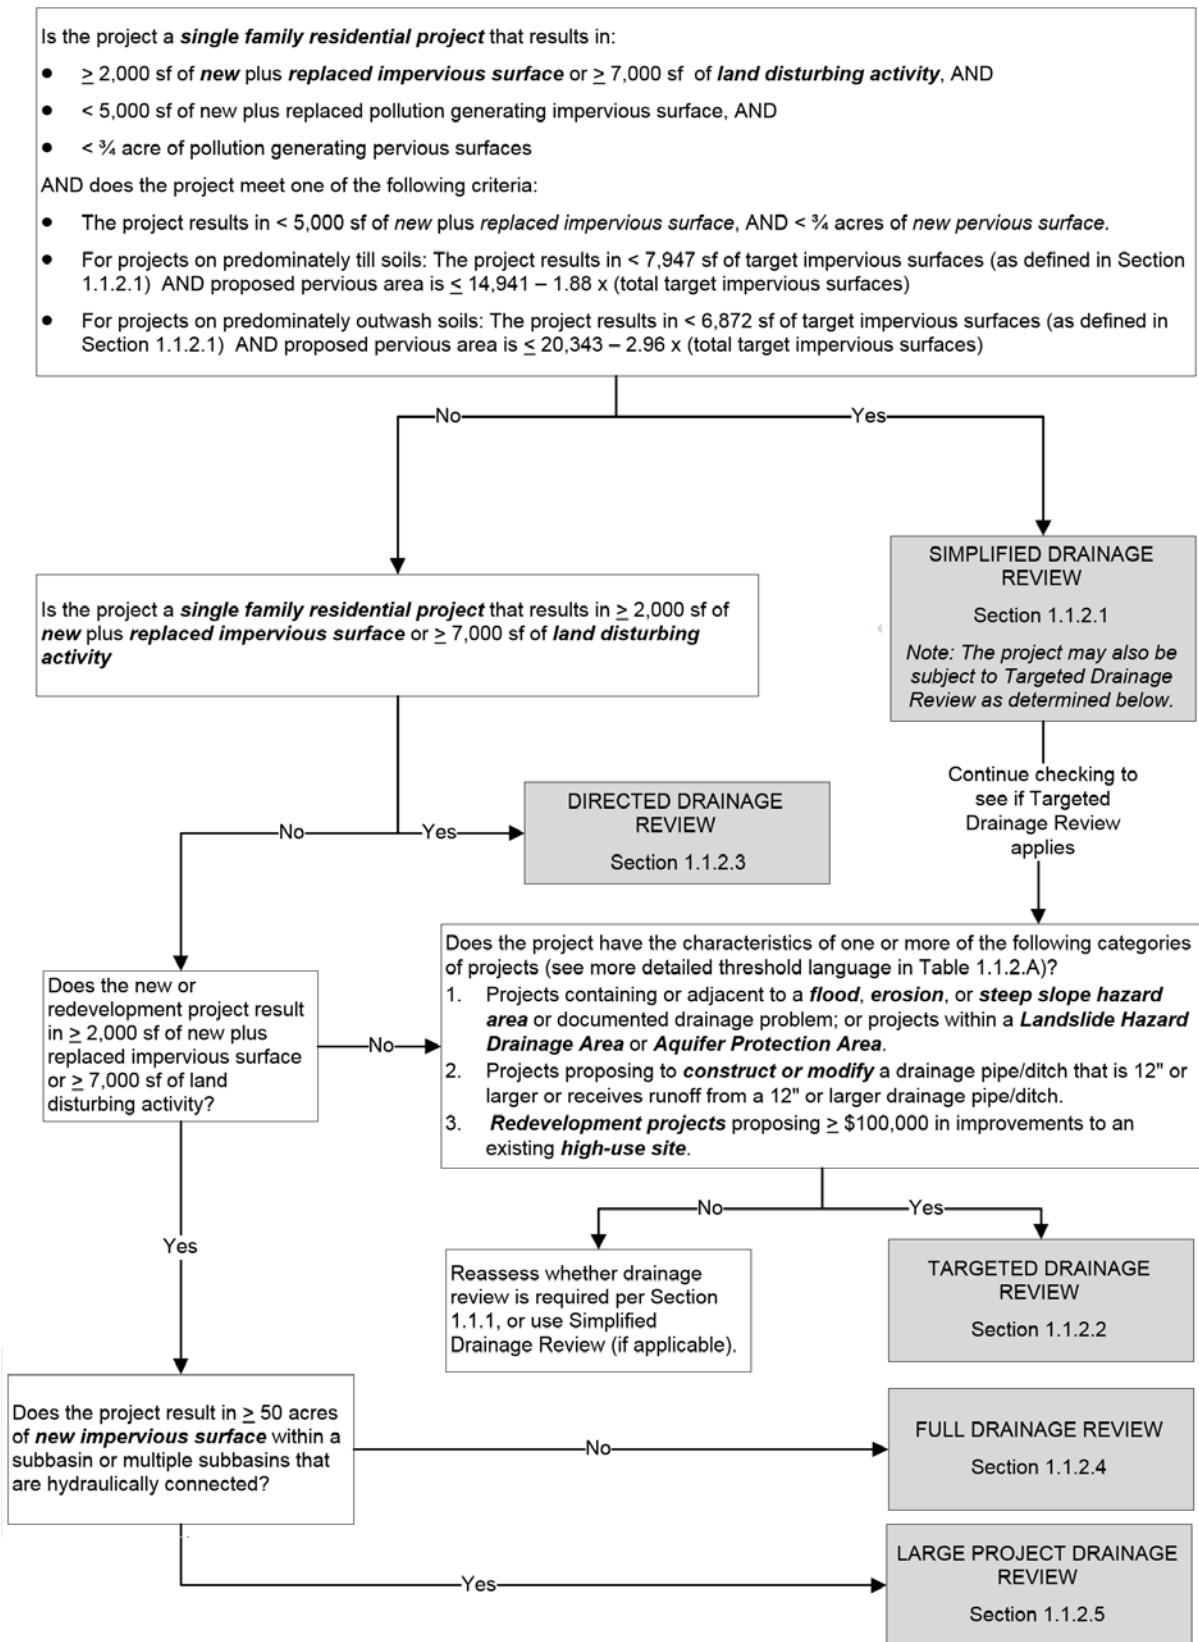 Is the project a single family residential project that results in:
● ≥ 2,000 sf of new plus replaced impervious surface or ≥ 7,000 sf of land disturbing activity, AND
● < 5,000 sf of new plus replaced pollution generating impervious surface, AND
● < ¾ acre of pollution generating pervious surfaces
AND does the project meet one of the following criteria:
● The project results in < 5,000 sf of new plus replaced impervious surface, AND < ¾ acres of new pervious surface.
● For projects on predominately till soils: The project results in < 7,947 sf of target impervious surfaces (as defined in Section
1.1.2.1) AND proposed pervious area is ≤ 14,941 – 1.88 x (total target impervious surfaces)
● For projects on predominately outwash soils: The project results in < 6,872 sf of target impervious surfaces (as defined in
Section 1.1.2.1) AND proposed pervious area is ≤ 20,343 – 2.96 x (total target impervious surfaces)
No
Yes
SIMPLIFIED DRAINAGE
REVIEW
Section 1.1.2.1
Note: The project may also be
subject to Targeted Drainage
Review as determined below.
Is the project a single family residential project that results in ≥ 2,000 sf of
new plus replaced impervious surface or ≥ 7,000 sf of land disturbing
activity
Continue checking to
see if Targeted
Drainage Review
applies
No
Yes
DIRECTED DRAINAGE
REVIEW
Section 1.1.2.3
Does the new or
redevelopment project result
in ≥ 2,000 sf of new plus
replaced impervious surface
or ≥ 7,000 sf of land
disturbing activity?
No
Does the project have the characteristics of one or more of the following categories
of projects (see more detailed threshold language in Table 1.1.2.A)?
1. Projects containing or adjacent to a flood, erosion, or steep slope hazard
area or documented drainage problem; or projects within a Landslide Hazard
Drainage Area or Aquifer Protection Area.
2. Projects proposing to construct or modify a drainage pipe/ditch that is 12" or
larger or receives runoff from a 12" or larger drainage pipe/ditch.
3. Redevelopment projects proposing ≥ $100,000 in improvements to an
existing high-use site.
No
Yes
Yes
Reassess whether drainage
review is required per Section
1.1.1, or use Simplified
Drainage Review (if applicable).
TARGETED DRAINAGE
REVIEW
Section 1.1.2.2
Does the project result in ≥ 50 acres
of new impervious surface within a
subbasin or multiple subbasins that
are hydraulically connected?
No
FULL DRAINAGE REVIEW
Section 1.1.2.4
Yes
LARGE PROJECT DRAINAGE
REVIEW
Section 1.1.2.5